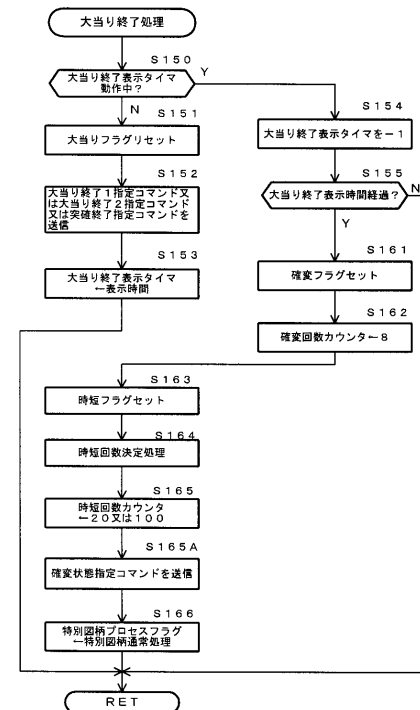 大当り終了処理
S150
大当り終了表示タイマ
動作中?
Y
N
S151
大当りフラグリセット
S152
大当り終了1指定コマンド又
は大当り終了2指定コマンド
又は突確終了指定コマンドを
送信
S153
大当り終了表示タイマ
←表示時間
S154
大当り終了表示タイマを-1
S155
大当り終了表示時間経過?
N
Y
S161
確変フラグセット
S162
確変回数カウンタ←8
S163
時短フラグセット
S164
時短回数決定処理
S165
時短回数カウンタ
←20又は100
S165A
確変状態指定コマンドを送信
S166
特別図柄プロセスフラグ
←特別図柄通常処理
RET